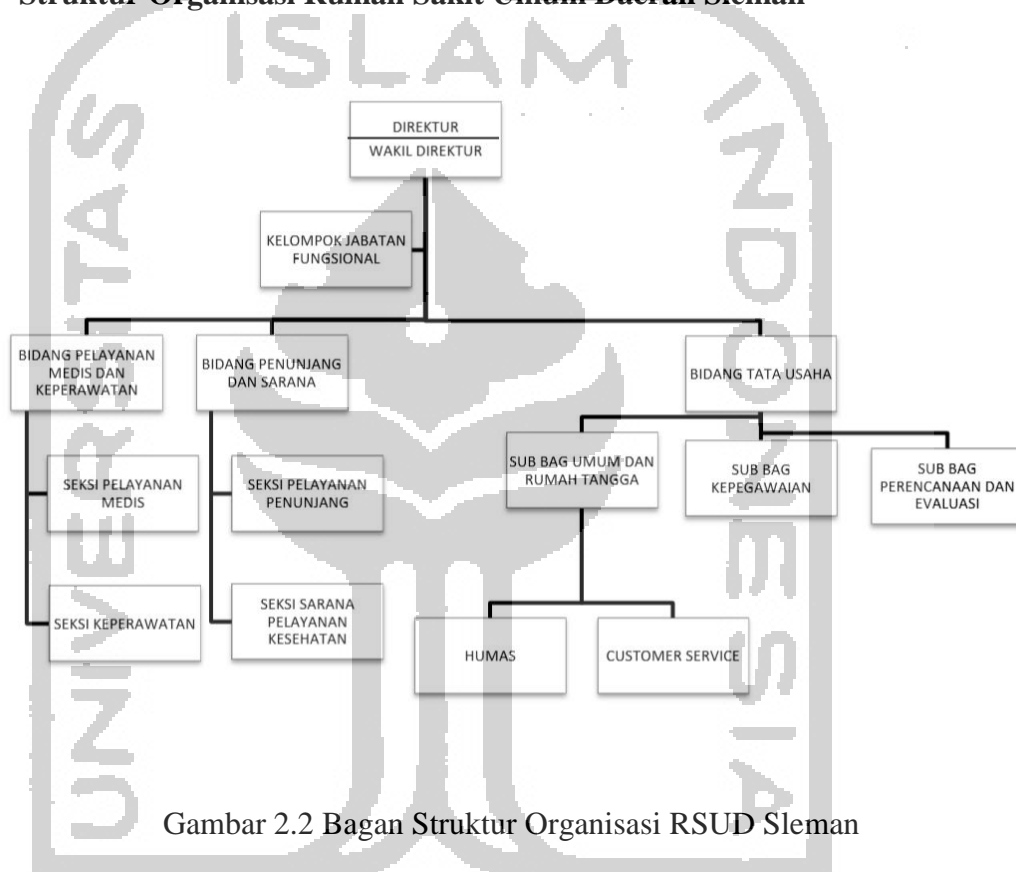 Struktur Organisasi Rumah Sakit Umum Daerah Sleman
ISLAM
UNIVERSITAS
INDONESIA
DIREKTUR
WAKIL DIREKTUR
KELOMPOK JABATAN
FUNGSIONAL
BIDANG PELAYANAN
MEDIS DAN
KEPERAWATAN
BIDANG PENUNJANG
DAN SARANA
BIDANG TATA USAHA
SEKSI PELAYANAN
MEDIS
SEKSI PELAYANAN
PENUNJANG
SUB BAG UMUM DAN
RUMAH TANGGA
SUB BAG
KEPEGAWAIAN
SUB BAG
PERENCANAAN DAN
EVALUASI
SEKSI KEPERAWATAN
SEKSI SARANA
PELAYANAN
KESEHATAN
HUMAS
CUSTOMER SERVICE
Gambar 2.2 Bagan Struktur Organisasi RSUD Sleman